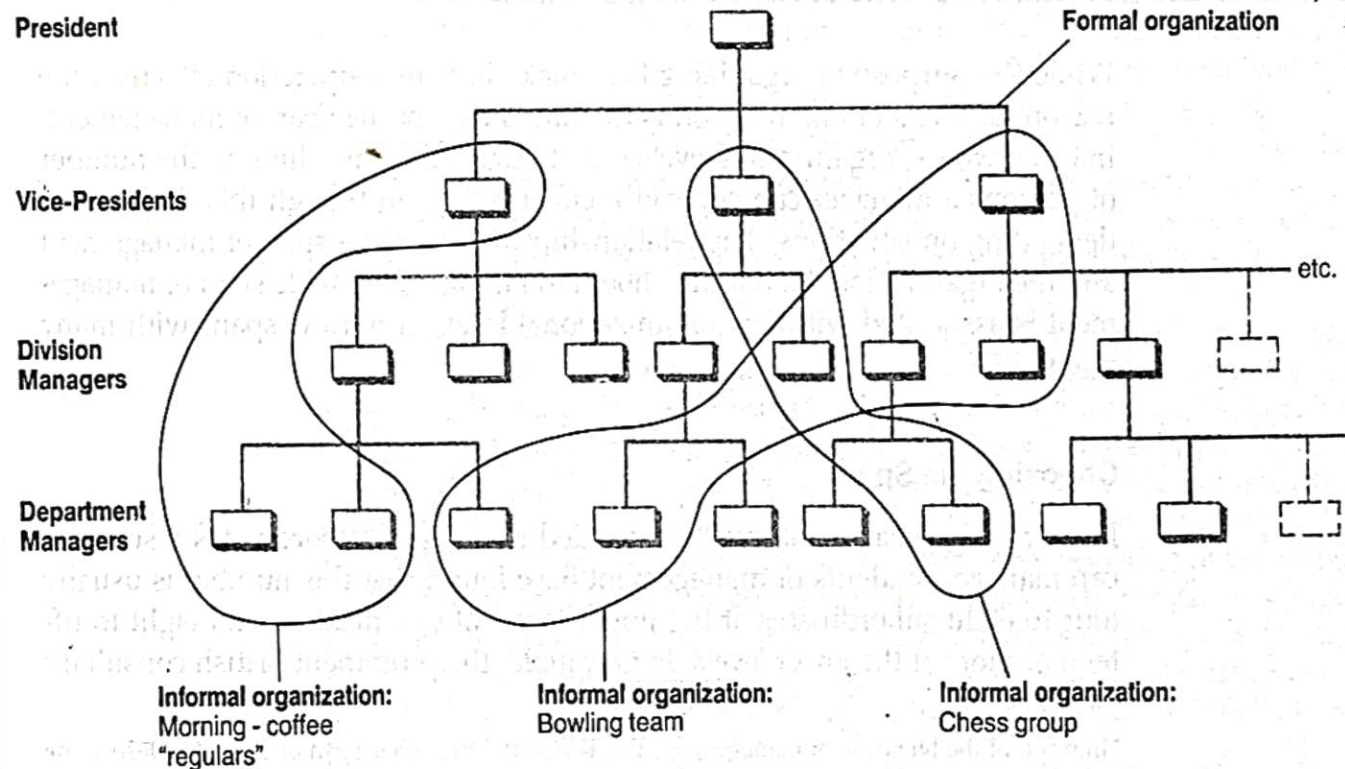 President
Formal organization
Vice-Presidents
etc.
Division
Managers
Department
Managers
Informal organization:
Morning - coffee
"regulars"
Informal organization:
Bowling team
Informal organization:
Chess group